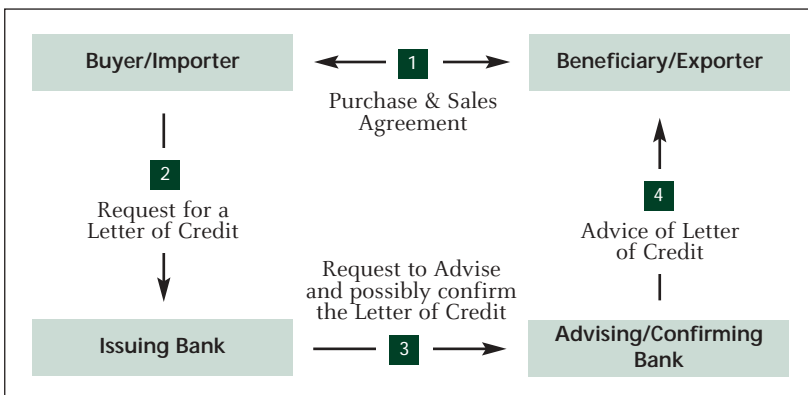 Buyer/Importer
1
Beneficiary/Exporter
Purchase & Sales
Agreement
2
Request for a
Letter of Credit
4
Advice of Letter
of Credit
Request to Advise
and possibly confirm
the Letter of Credit
Issuing Bank
3
Advising/Confirming
Bank